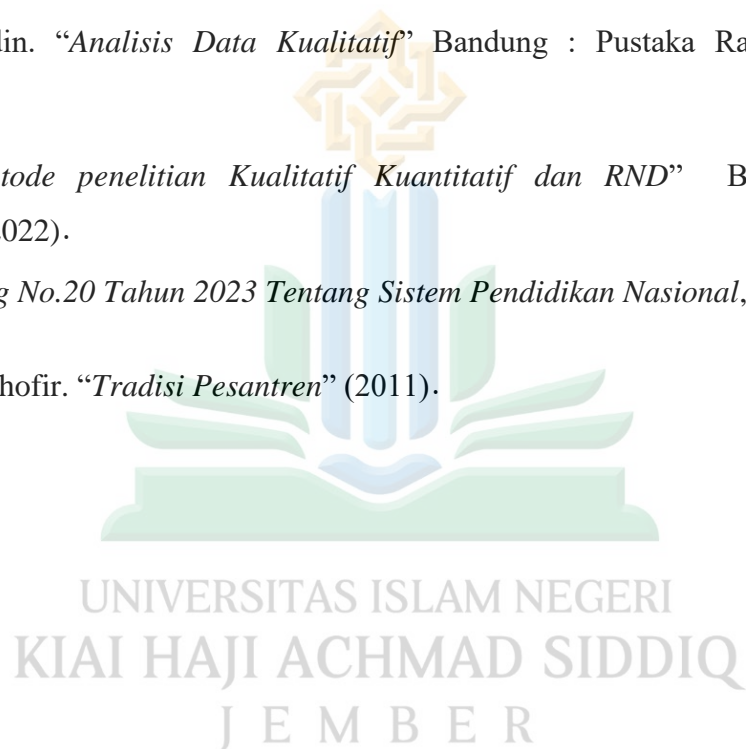 din. “Analisis Data Kualitatif” Bandung : Pustaka Ra
tode penelitian Kualitatif Kuantitatif dan RND” B
022).
g No.20 Tahun 2023 Tentang Sistem Pendidikan Nasional,
hofir. “Tradisi Pesantren” (2011).
UNIVERSITAS ISLAM NEGERI
KIAI HAJI ACHMAD SIDDIQ
JEMBER